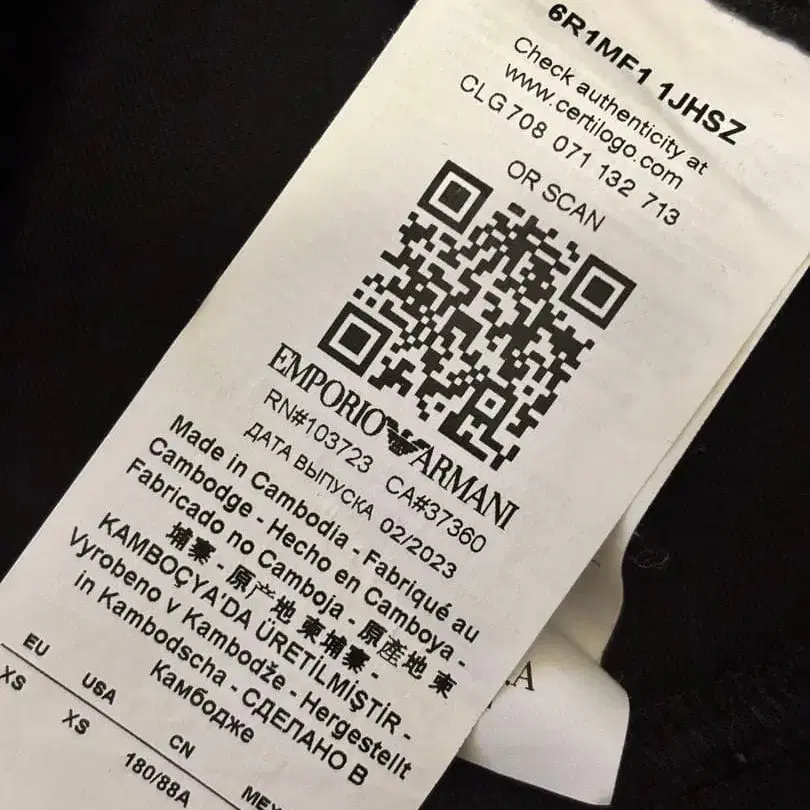 6R1MF1 1JHSZ
Check authenticity at
www.certilogo.com
CLG 708 071 132 713
OR SCAN
EMPORIO ARMANI
RN#103723 CA#37360
ДАТА ВЫПУСКА 02/2023
Made in Cambodia - Fabriqué au
Cambodge - Hecho en Camboya -
Fabricado no Camboja - 原産地 柬
埔寨 - 原产地 柬埔寨 -
KAMBOÇYA'DA ÜRETİLMİŞTİR -
Vyrobeno v Kambodže - Hergestellt
in Kambodscha - СДЕЛАНО В
Камбодже
EU USA CN MEX
XS XS 180/88A